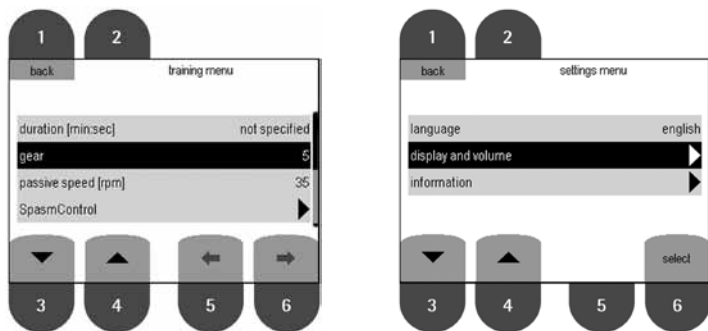 1 2
back training menu
duration [min:sec] not specified
gear 5
passive speed [rpm] 35
SpasmControl
3 4 5 6
1 2
back settings menu
language english
display and volume
information
select
3 4 5 6